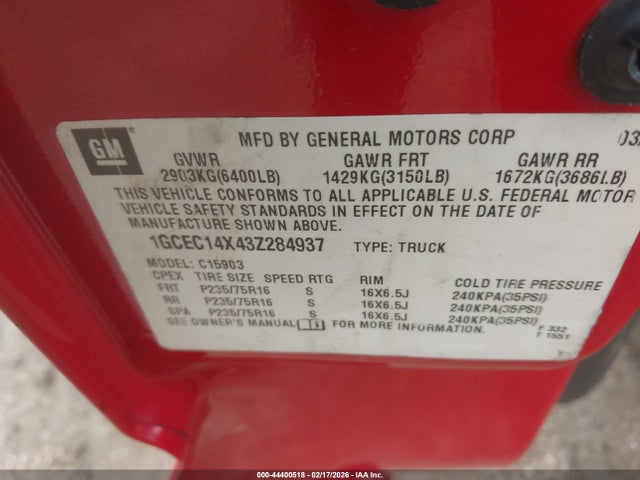 GM
MFD BY GENERAL MOTORS CORP 03
GVWR GAWR FRT GAWR RR
2903KG(6400LB) 1429KG(3150LB) 1672KG(3686LB)
THIS VEHICLE CONFORMS TO ALL APPLICABLE U.S. FEDERAL MOTOR
VEHICLE SAFETY STANDARDS IN EFFECT ON THE DATE OF
MANUFACTURE SHOWN ABOVE.
1GCEC14X43Z284937 TYPE: TRUCK
MODEL: C15903
CPEX TIRE SIZE SPEED RTG RIM COLD TIRE PRESSURE
FRT P235/75R16 S 16X6.5J 240KPA(35PSI)
RR P235/75R16 S 16X6.5J 240KPA(35PSI)
SPA P235/75R16 S 16X6.5J 240KPA(35PSI)
SEE OWNER'S MANUAL FOR MORE INFORMATION. F 332
T 1551
000-44400518 - 02/17/2026 - IAA, Inc.